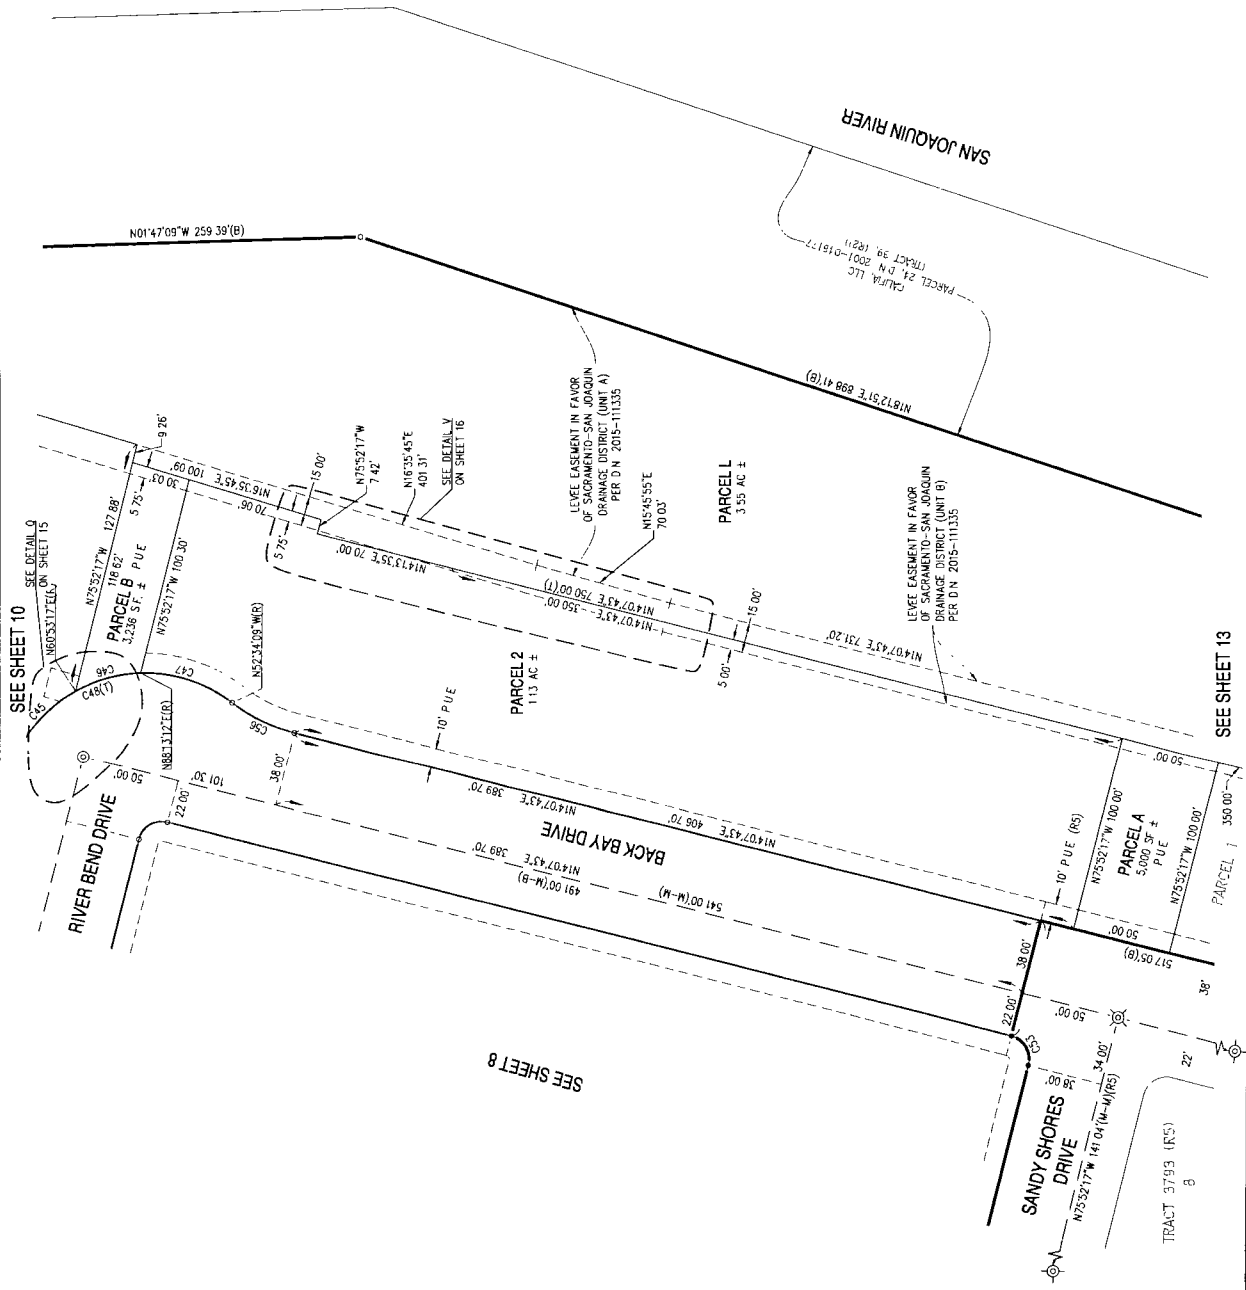 SEE SHEET 10
SEE DETAIL Q
ON SHEET 15
N60°53'17"E(R)
N01°47'09"W 259 39'(B)
SAN JOAQUIN RIVER
CALIFIA, LLC
PARCEL 24, D N 2001-016177
(TRACT 39, (R2))
N18°12'51"E 898 41'(B)
9 26'
N75°52'17"W 127 88'
118 62'
PARCEL B
3,236 SF. ± PUE
N75°52'17"W 100 30'
5 75'
30 03'
100 09'
N16°35'45"E
70 06'
15 00'
5 75'
N75°52'17"W
7 42'
N16°35'45"E
401 31'
SEE DETAIL V
ON SHEET 16
C45
C46
C48(T)
C47
N88°13'12"E(R)
N52°34'09"W(R)
C56
50 00'
101 30'
22 00'
38 00'
RIVER BEND DRIVE
N14°13'35"E 70 00'
LEVEE EASEMENT IN FAVOR
OF SACRAMENTO-SAN JOAQUIN
DRAINAGE DISTRICT (UNIT A)
PER D N 2015-111335
N15°45'55"E
70 03'
N14°07'43"E 750 00'(T)
350 00'
N14°07'43"E
PARCEL L
3 55 AC ±
PARCEL 2
1 13 AC ±
10' PUE
5 00'
15 00'
N14°07'43"E 731.20'
LEVEE EASEMENT IN FAVOR
OF SACRAMENTO-SAN JOAQUIN
DRAINAGE DISTRICT (UNIT B)
PER D N 2015-111335
N14°07'43"E 389 70'
N14°07'43"E 406 70'
BACK BAY DRIVE
N14°07'43"E 389 70'
491 00'(M-B)
541 00'(M-M)
SEE SHEET 8
SEE SHEET 13
10' PUE (R5)
50 00'
N75°52'17"W 100 00'
PARCEL A
5,000 SF ±
PUE
N75°52'17"W 100 00'
50 00'
517 05'(B)
PARCEL 1
350 00'
38 00'
22 00'
C53
38 00'
50 00'
38'
22'
34 00'
SANDY SHORES
DRIVE
N75°52'17"W 141 04'(M-M)(R5)
TRACT 3793 (R5)
8